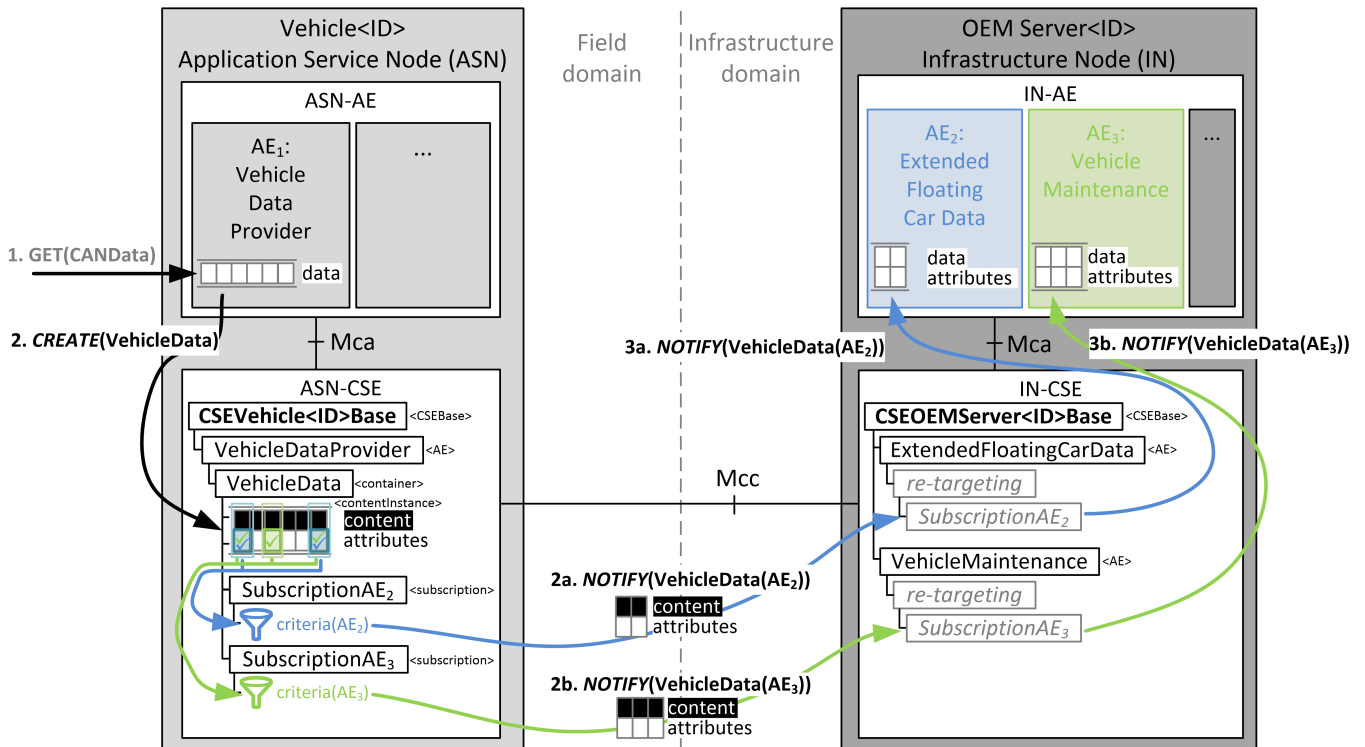 Vehicle<ID>
Application Service Node (ASN)
Field
domain
Infrastructure
domain
OEM Server<ID>
Infrastructure Node (IN)
ASN-AE
AE₁:
Vehicle
Data
Provider
...
data
1. GET(CANData)
2. CREATE(VehicleData)
Mca
IN-AE
AE₂:
Extended
Floating
Car Data
data
attributes
AE₃:
Vehicle
Maintenance
data
attributes
...
3a. NOTIFY(VehicleData(AE₂))
Mca
3b. NOTIFY(VehicleData(AE₃))
ASN-CSE
CSEVehicle<ID>Base <CSEBase>
VehicleDataProvider <AE>
VehicleData <container>
<contentInstance>
content
attributes
SubscriptionAE₂ <subscription>
criteria(AE₂)
SubscriptionAE₃ <subscription>
criteria(AE₃)
Mcc
2a. NOTIFY(VehicleData(AE₂))
content
attributes
2b. NOTIFY(VehicleData(AE₃))
content
attributes
IN-CSE
CSEOEMServer<ID>Base <CSEBase>
ExtendedFloatingCarData <AE>
re-targeting
SubscriptionAE₂
VehicleMaintenance <AE>
re-targeting
SubscriptionAE₃